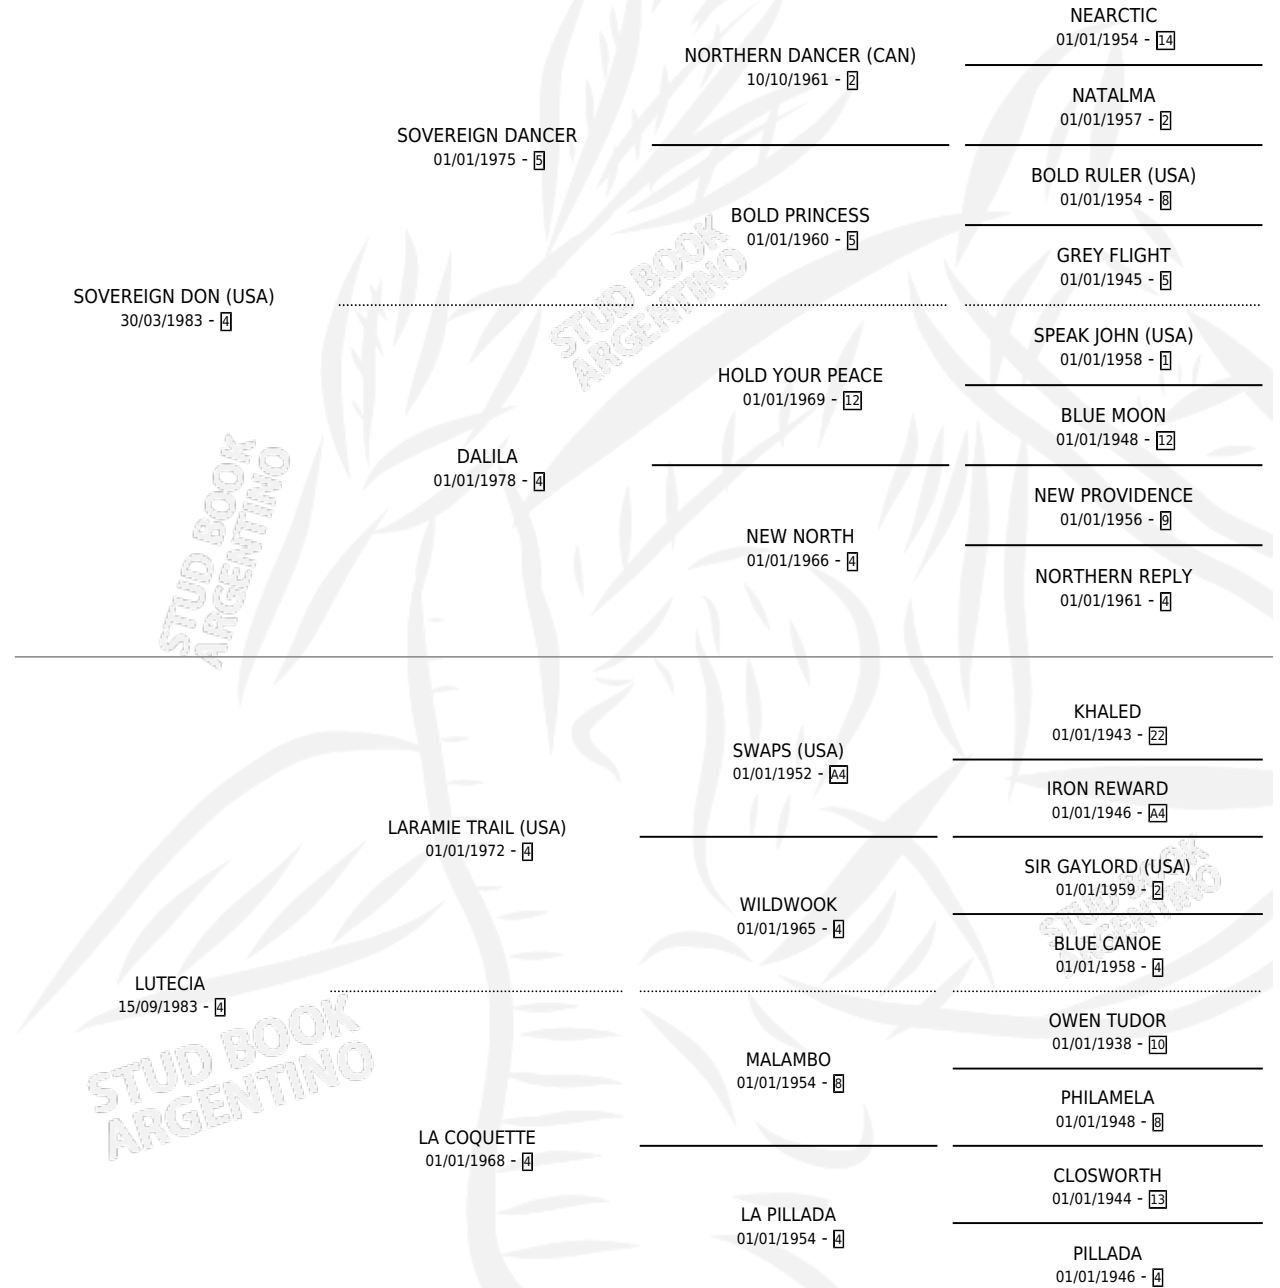 NEARCTIC
01/01/1954 - 14
NORTHERN DANCER (CAN)
10/10/1961 - 2
NATALMA
01/01/1957 - 2
SOVEREIGN DANCER
01/01/1975 - 5
BOLD RULER (USA)
01/01/1954 - 8
BOLD PRINCESS
01/01/1960 - 5
GREY FLIGHT
01/01/1945 - 5
SOVEREIGN DON (USA)
30/03/1983 - 4
SPEAK JOHN (USA)
01/01/1958 - 1
HOLD YOUR PEACE
01/01/1969 - 12
BLUE MOON
01/01/1948 - 12
DALILA
01/01/1978 - 4
NEW PROVIDENCE
01/01/1956 - 9
NEW NORTH
01/01/1966 - 4
NORTHERN REPLY
01/01/1961 - 4
KHALED
01/01/1943 - 22
SWAPS (USA)
01/01/1952 - A4
IRON REWARD
01/01/1946 - A4
LARAMIE TRAIL (USA)
01/01/1972 - 4
SIR GAYLORD (USA)
01/01/1959 - 2
WILDWOOK
01/01/1965 - 4
BLUE CANOE
01/01/1958 - 4
LUTECIA
15/09/1983 - 4
OWEN TUDOR
01/01/1938 - 10
MALAMBO
01/01/1954 - 8
PHILAMELA
01/01/1948 - 8
LA COQUETTE
01/01/1968 - 4
CLOSWORTH
01/01/1944 - 13
LA PILLADA
01/01/1954 - 4
PILLADA
01/01/1946 - 4
STUD BOOK
ARGENTINO
STUD BOOK
ARGENTINO
STUD BOOK
ARGENTINO
STUD BOOK
ARGENTINO